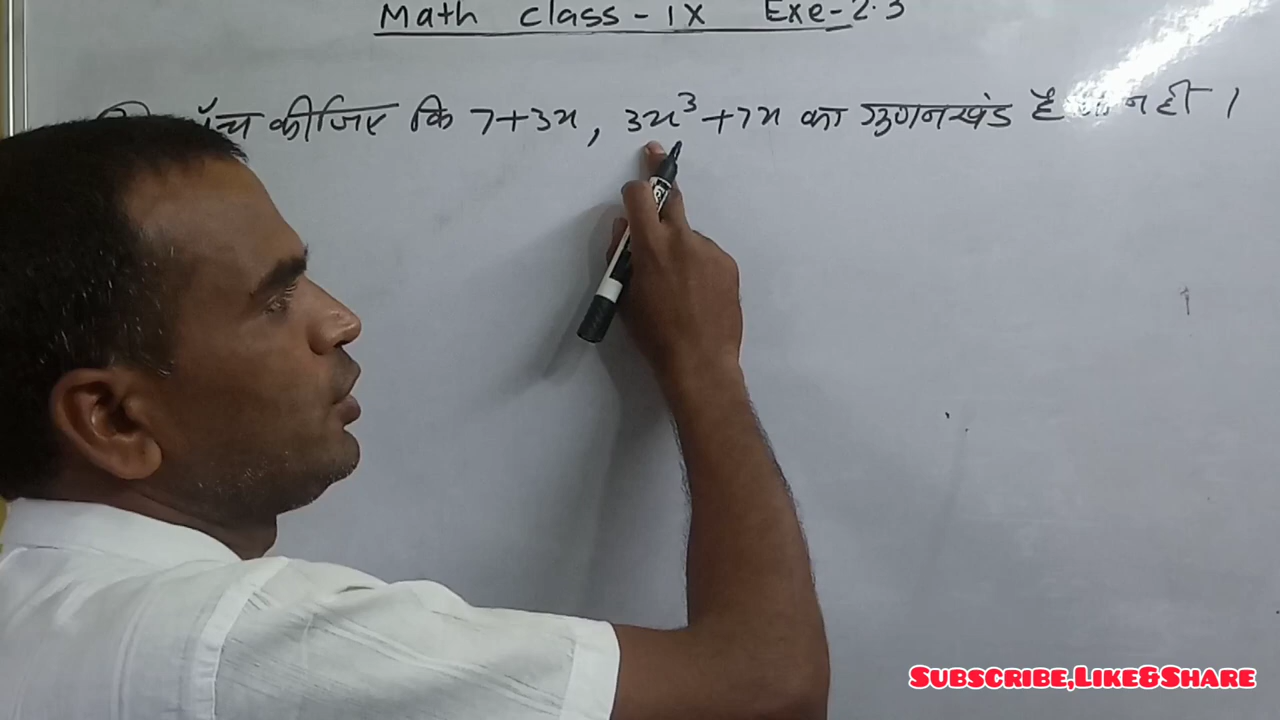 Math class - IX Exe-2.3
कीजिए कि 7+3x, 3x³+7x का गुणनखंड है नहीं ।
SUBSCRIBE,LIKE&SHARE